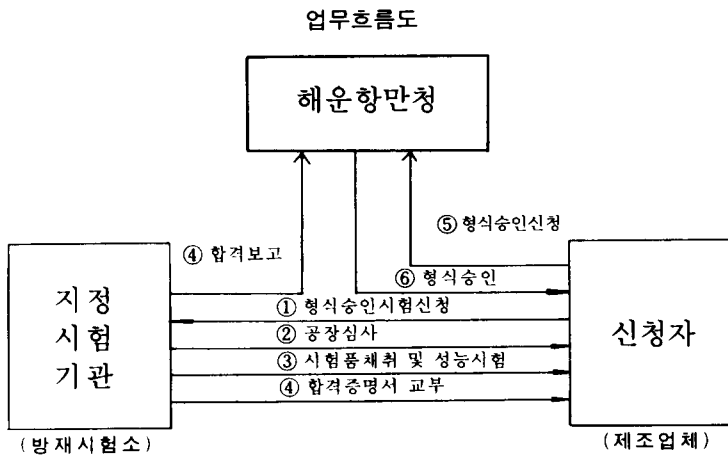 업무흐름도
해운항만청
⑤ 형식승인신청
④ 합격보고
⑥ 형식승인
① 형식승인시험신청
② 공장심사
③ 시험품채취 및 성능시험
④ 합격증명서 교부
지정
시험
기관
(방재시험소)
신청자
(제조업체)